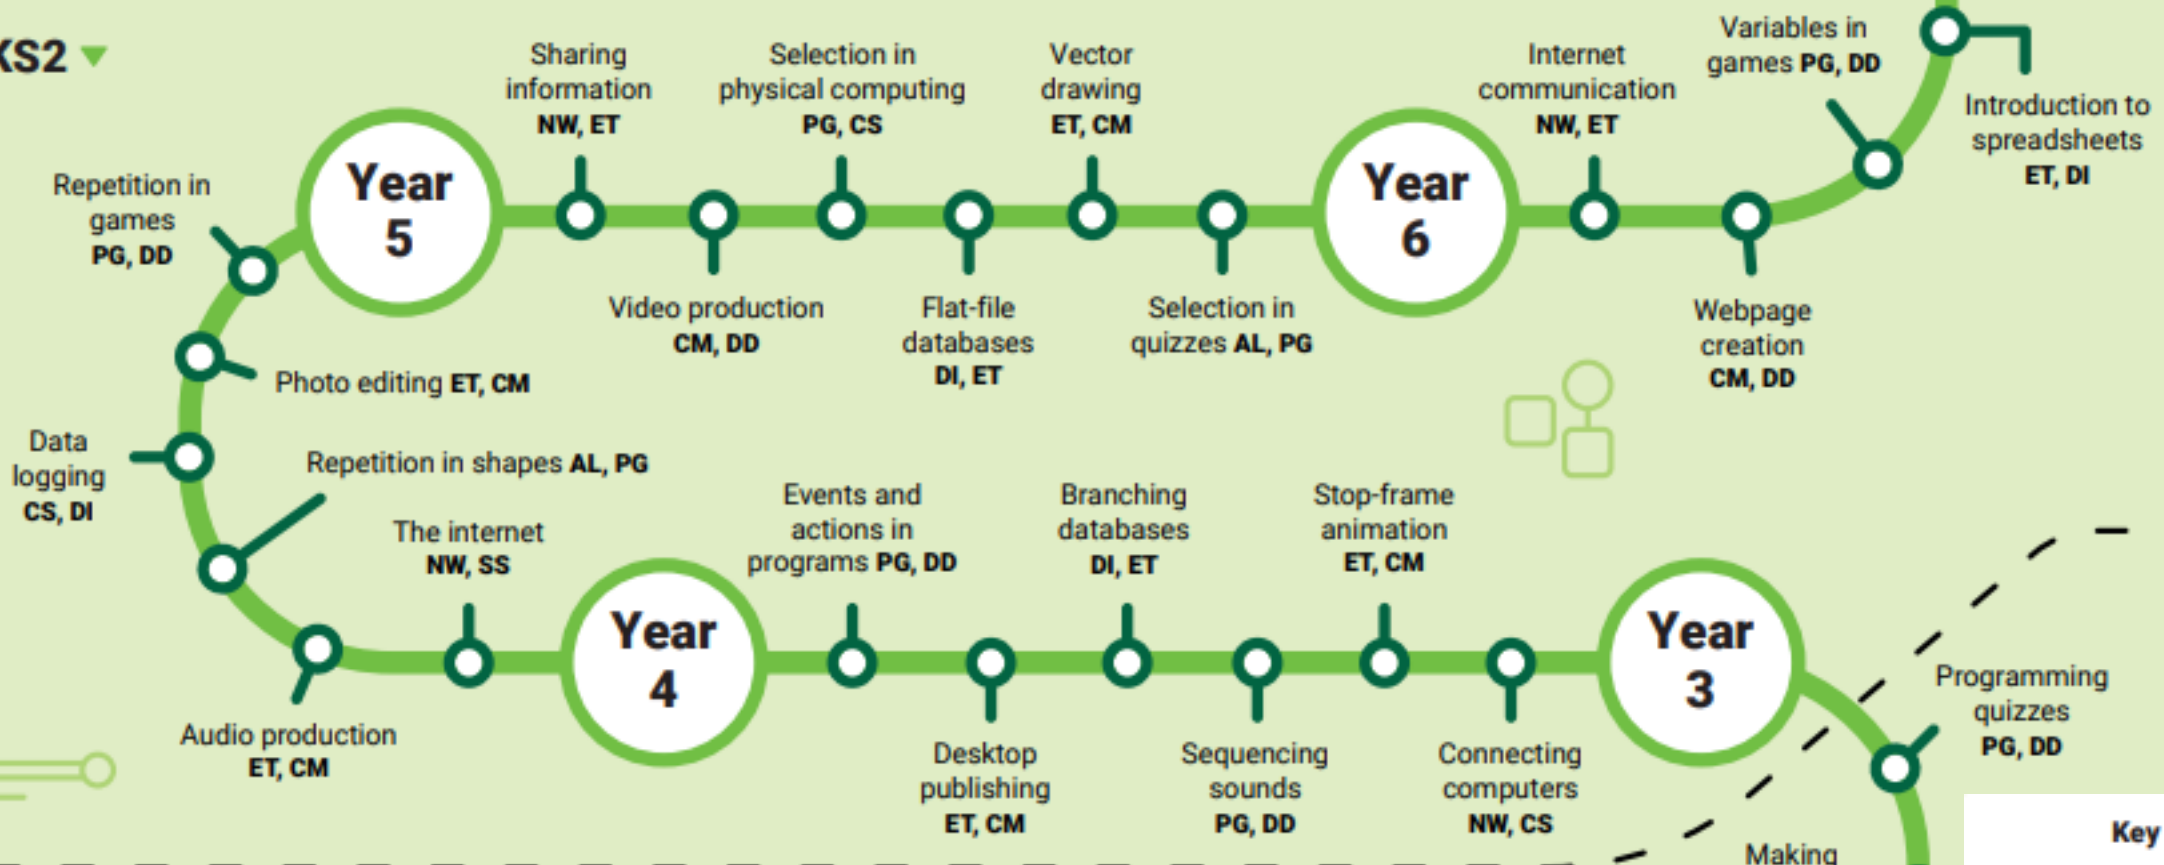 KS2
Sharing
information
NW, ET
Selection in
physical computing
PG, CS
Vector
drawing
ET, CM
Internet
communication
NW, ET
Variables in
games PG, DD
Introduction to
spreadsheets
ET, DI
Repetition in
games
PG, DD
Year
5
Year
6
Video production
CM, DD
Flat-file
databases
DI, ET
Selection in
quizzes AL, PG
Webpage
creation
CM, DD
Photo editing ET, CM
Data
logging
CS, DI
Repetition in shapes AL, PG
The internet
NW, SS
Events and
actions in
programs PG, DD
Branching
databases
DI, ET
Stop-frame
animation
ET, CM
Year
4
Year
3
Audio production
ET, CM
Desktop
publishing
ET, CM
Sequencing
sounds
PG, DD
Connecting
computers
NW, CS
Programming
quizzes
PG, DD
Making
Key